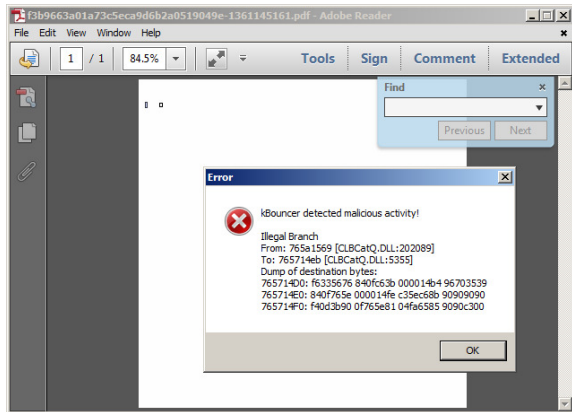 f3b9663a01a73c5eca9d6b2a0519049e-1361145161.pdf - Adobe Reader
File Edit View Window Help
1 / 1 84.5% Tools Sign Comment Extended
Find
Previous Next
Error
kBouncer detected malicious activity!
Illegal Branch
From: 765a1569 [CLBCatQ.DLL:202089]
To: 765714eb [CLBCatQ.DLL:5355]
Dump of destination bytes:
765714D0: f6335676 840fc63b 000014b4 96703539
765714E0: 840f765e 000014fe c35ec68b 90909090
765714F0: f40d3b90 0f765e81 04fa6585 9090c300
OK